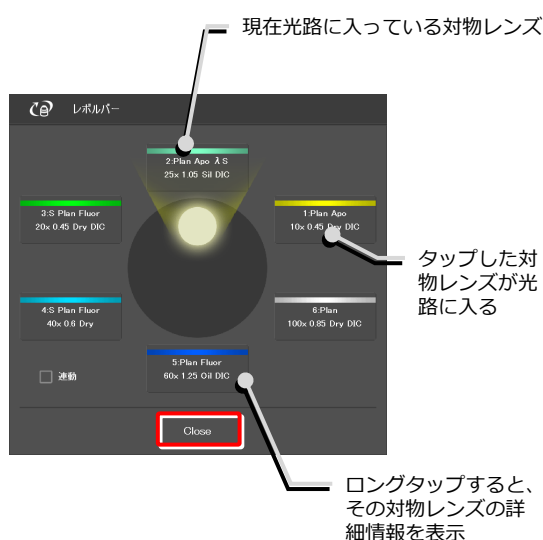 現在光路に入っている対物レンズ
レボルバー
2:Plan Apo λ S
25x 1.05 Sil DIC
3:S Plan Fluor
20x 0.45 Dry DIC
1:Plan Apo
10x 0.45 Dry DIC
タップした対
物レンズが光
路に入る
4:S Plan Fluor
40x 0.6 Dry
6:Plan
100x 0.85 Dry DIC
5:Plan Fluor
60x 1.25 Oil DIC
連動
Close
ロングタップすると、
その対物レンズの詳
細情報を表示